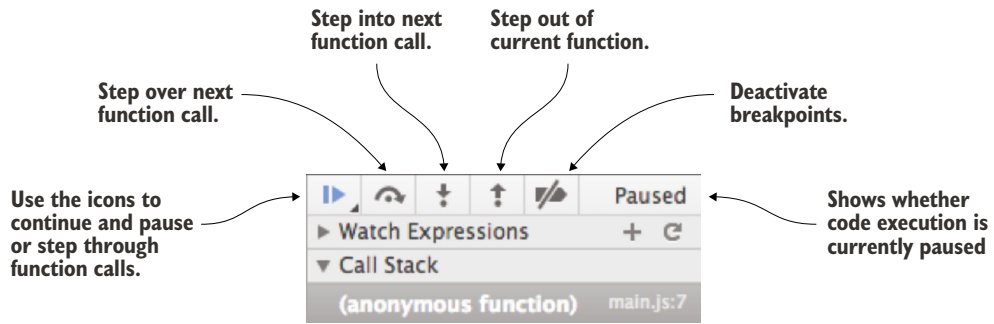 Step into next
function call.
Step out of
current function.
Step over next
function call.
Deactivate
breakpoints.
Use the icons to
continue and pause
or step through
function calls.
Paused
Watch Expressions
Call Stack
(anonymous function) main.js:7
Shows whether
code execution is
currently paused